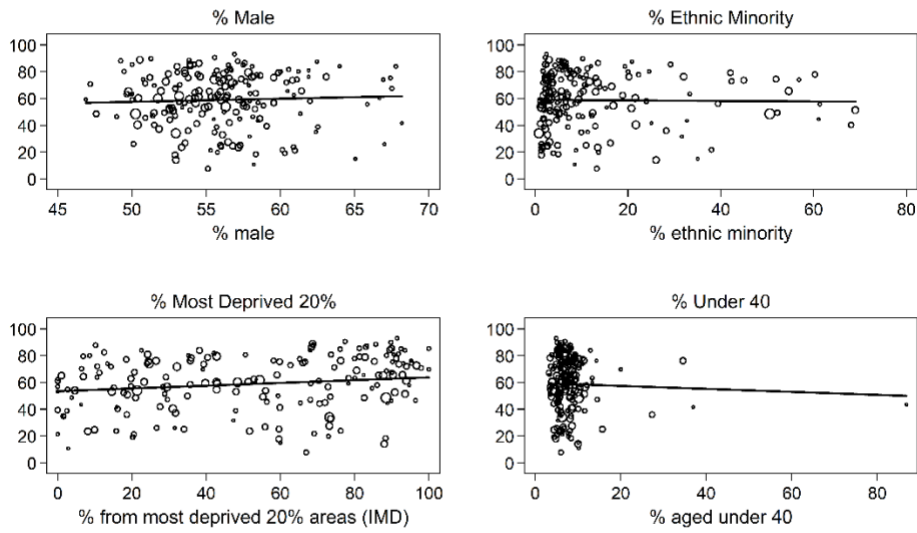 % Male
% Ethnic Minority
100
80
60
40
20
0
45 50 55 60 65 70
% male
100
80
60
40
20
0
0 20 40 60 80
% ethnic minority
% Most Deprived 20%
% Under 40
100
80
60
40
20
0
0 20 40 60 80 100
% from most deprived 20% areas (IMD)
100
80
60
40
20
0
0 20 40 60 80
% aged under 40